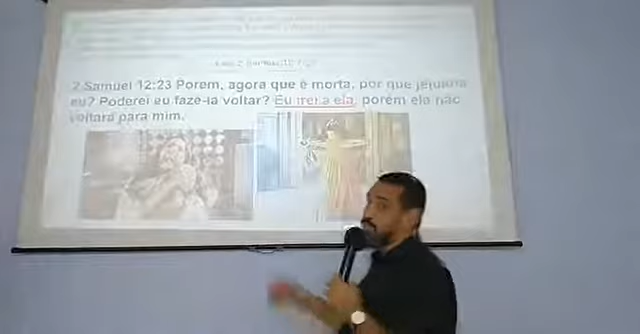 2 Samuel 12:23 Porem, agora que é morta, por que jejuaria
eu? Poderei eu faze-la voltar? Eu irei a ela, porém ela não
voltará para mim.